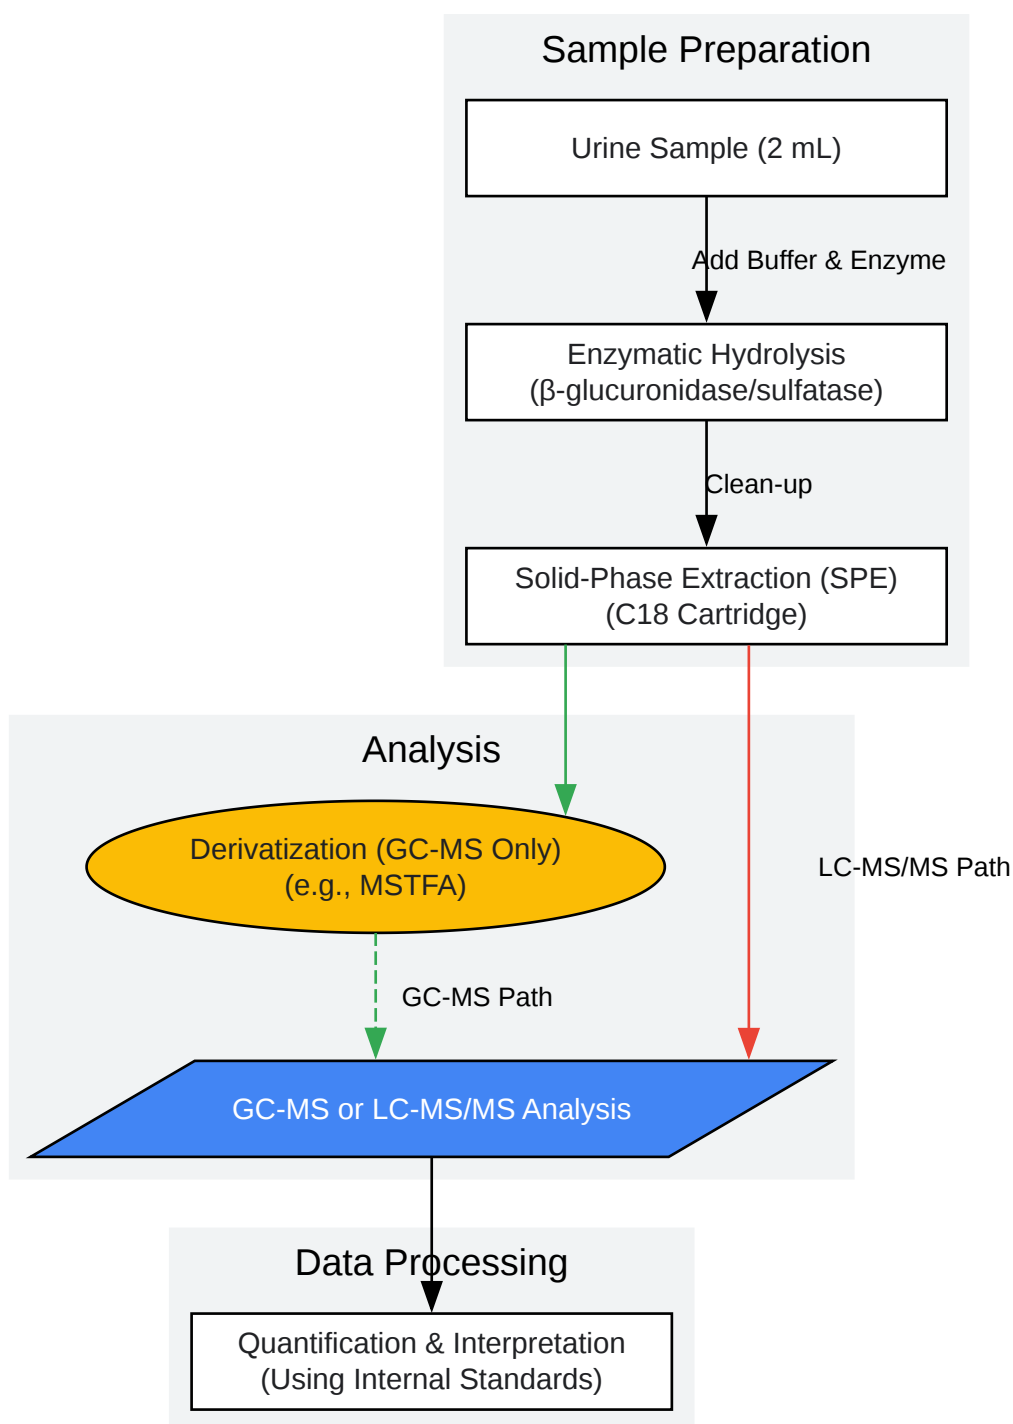 Sample Preparation
Urine Sample (2 mL)
Add Buffer & Enzyme
Enzymatic Hydrolysis
(β-glucuronidase/sulfatase)
Clean-up
Solid-Phase Extraction (SPE)
(C18 Cartridge)
Analysis
Derivatization (GC-MS Only)
(e.g., MSTFA)
LC-MS/MS Path
GC-MS Path
GC-MS or LC-MS/MS Analysis
Data Processing
Quantification & Interpretation
(Using Internal Standards)